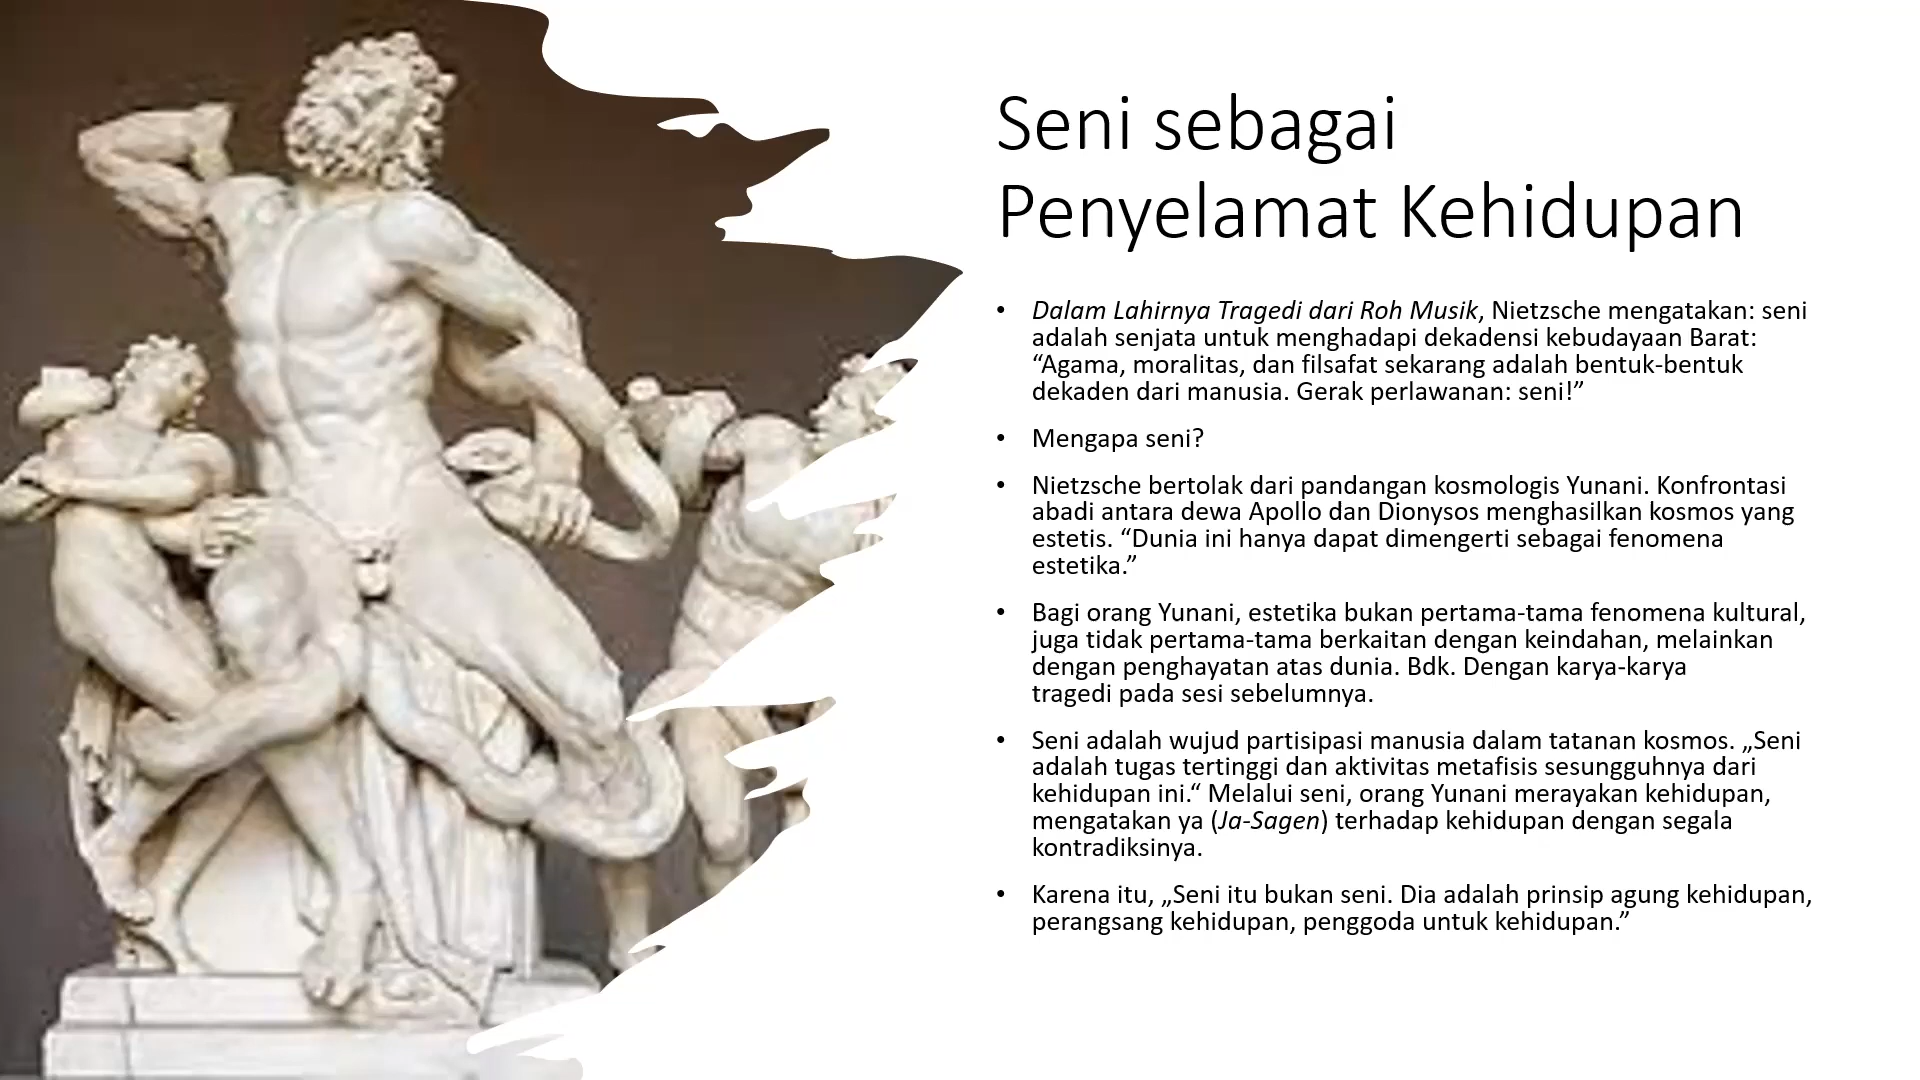 Seni sebagai
Penyelamat Kehidupan
• Dalam Lahirnya Tragedi dari Roh Musik, Nietzsche mengatakan: seni
adalah senjata untuk menghadapi dekadensi kebudayaan Barat:
“Agama, moralitas, dan filsafat sekarang adalah bentuk-bentuk
dekaden dari manusia. Gerak perlawanan: seni!”
• Mengapa seni?
• Nietzsche bertolak dari pandangan kosmologis Yunani. Konfrontasi
abadi antara dewa Apollo dan Dionysos menghasilkan kosmos yang
estetis. “Dunia ini hanya dapat dimengerti sebagai fenomena
estetika.”
• Bagi orang Yunani, estetika bukan pertama-tama fenomena kultural,
juga tidak pertama-tama berkaitan dengan keindahan, melainkan
dengan penghayatan atas dunia. Bdk. Dengan karya-karya
tragedi pada sesi sebelumnya.
• Seni adalah wujud partisipasi manusia dalam tatanan kosmos. „Seni
adalah tugas tertinggi dan aktivitas metafisis sesungguhnya dari
kehidupan ini.“ Melalui seni, orang Yunani merayakan kehidupan,
mengatakan ya (Ja-Sagen) terhadap kehidupan dengan segala
kontradiksinya.
• Karena itu, „Seni itu bukan seni. Dia adalah prinsip agung kehidupan,
perangsang kehidupan, penggoda untuk kehidupan.”